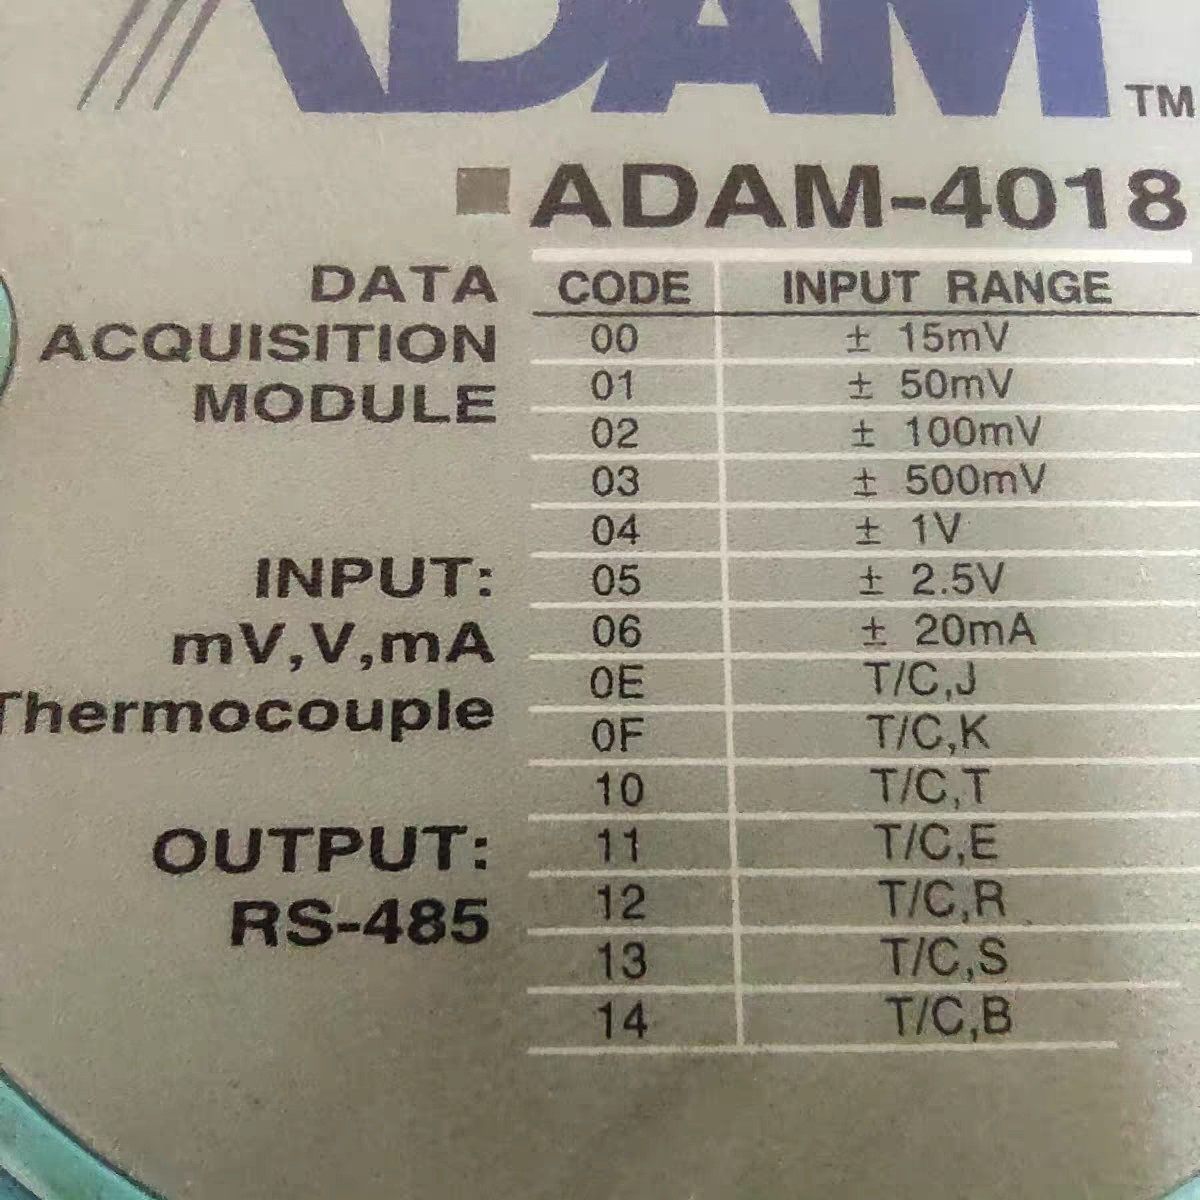 ADAM™
ADAM-4018
DATA
ACQUISITION
MODULE
INPUT:
mV,V,mA
Thermocouple
OUTPUT:
RS-485
CODE INPUT RANGE
00 ± 15mV
01 ± 50mV
02 ± 100mV
03 ± 500mV
04 ± 1V
05 ± 2.5V
06 ± 20mA
0E T/C,J
0F T/C,K
10 T/C,T
11 T/C,E
12 T/C,R
13 T/C,S
14 T/C,B